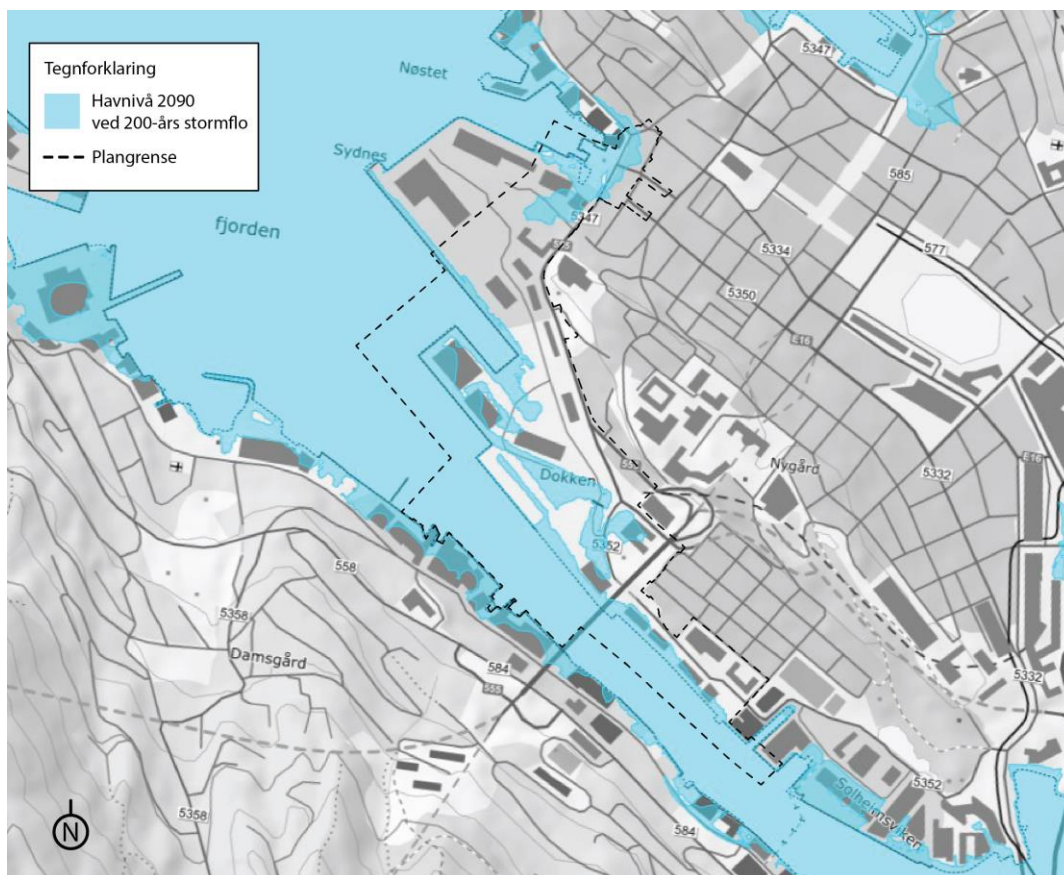 Tegnforklaring
Havnivå 2090
ved 200-års stormflo
Plangrense
Nøstet
Sydnes
fjorden
5347
585
577
5334
5350
E16
5347
555
Nygård
5332
E16
Dokken
5352
558
5358
Damsgård
584
555
5332
5352
Solheimsviken
5358
584
N